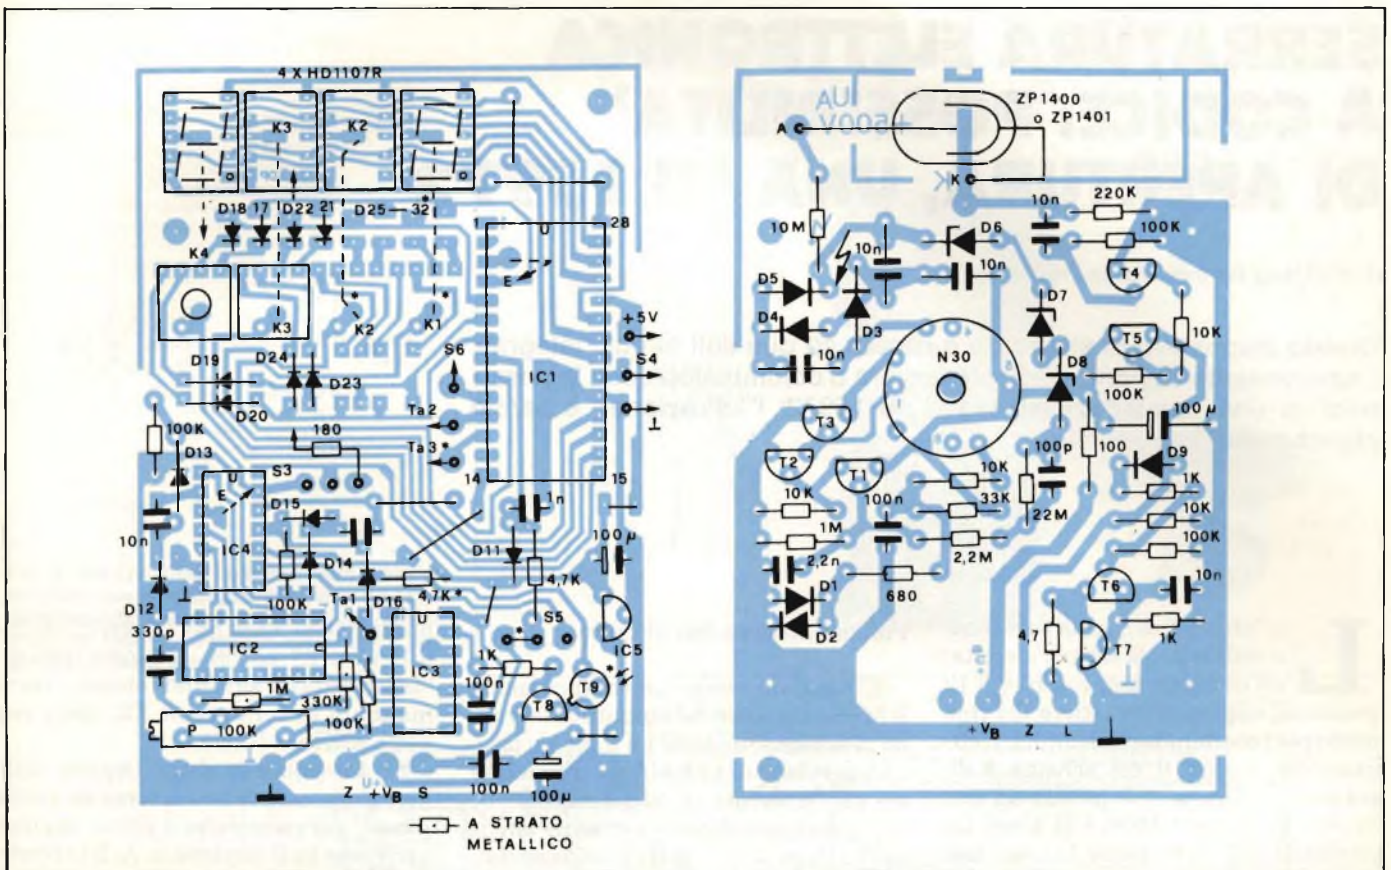 4 X HD1107R
K3
K2
D18 17 D22 21 D25 — 32*
K4
1
28
U
E
K3
*
K2
*
K1
+5V
S6
S4
IC1
D19
D24
D23
D20
Ta2
Ta3*
100K
180
D13
S3
14
15
U
E
D15
1n
10n
IC4
D14
D11
100µ
4,7K
100K
4,7K*
D12
Ta1
D16
S5
330p
U
*
IC2
IC3
1K
IC5
1M
330K
100n
T9
*
P 100K
100K
T8
Z
U
+VB
S
100n
100µ
A STRATO
METALLICO
ZP1400
o ZP1401
A
+500V
K
10n
220K
100K
10M
10n
D6
10n
T4
D5
D7
D4
D3
10K
N30
T5
10n
D8
100K
T3
100µ
T2
T1
100p
100
D9
10K
1K
10K
100n
33K
10K
1M
22M
2,2n
2,2M
100K
D1
680
T6
10n
D2
4,7
1K
T7
+VB
Z
L